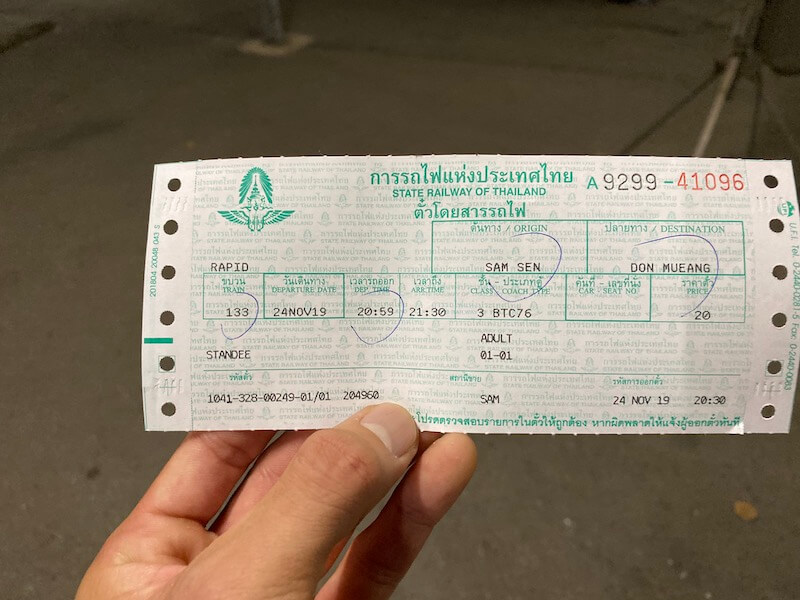 การรถไฟแห่งประเทศไทย A 9299-41096
STATE RAILWAY OF THAILAND
ตั๋วโดยสารรถไฟ
ต้นทาง / ORIGIN ปลายทาง / DESTINATION
RAPID SAM SEN DON MUEANG
ขบวน วันเดินทาง เวลารถออก เวลาถึง ชั้น - ประเภทตู้ คันที่ - เลขที่นั่ง ราคาตั๋ว
TRAIN DEPARTURE DATE DEP. TIME ARR.TIME CLASS - COACH TYPE CAR - SEAT NO. PRICE
133 24NOV19 20:59 21:30 3 BTC76 20
ADULT
STANDEE 01-01
รหัสตั๋ว สถานีขาย รหัสการออกตั๋ว
1041-328-00249-01/01 204960 SAM 24 NOV 19 20:30
โปรดตรวจสอบรายการในตั๋วให้ถูกต้อง หากผิดพลาดให้แจ้งผู้ออกตั๋วทันที
201804 20048.043 S